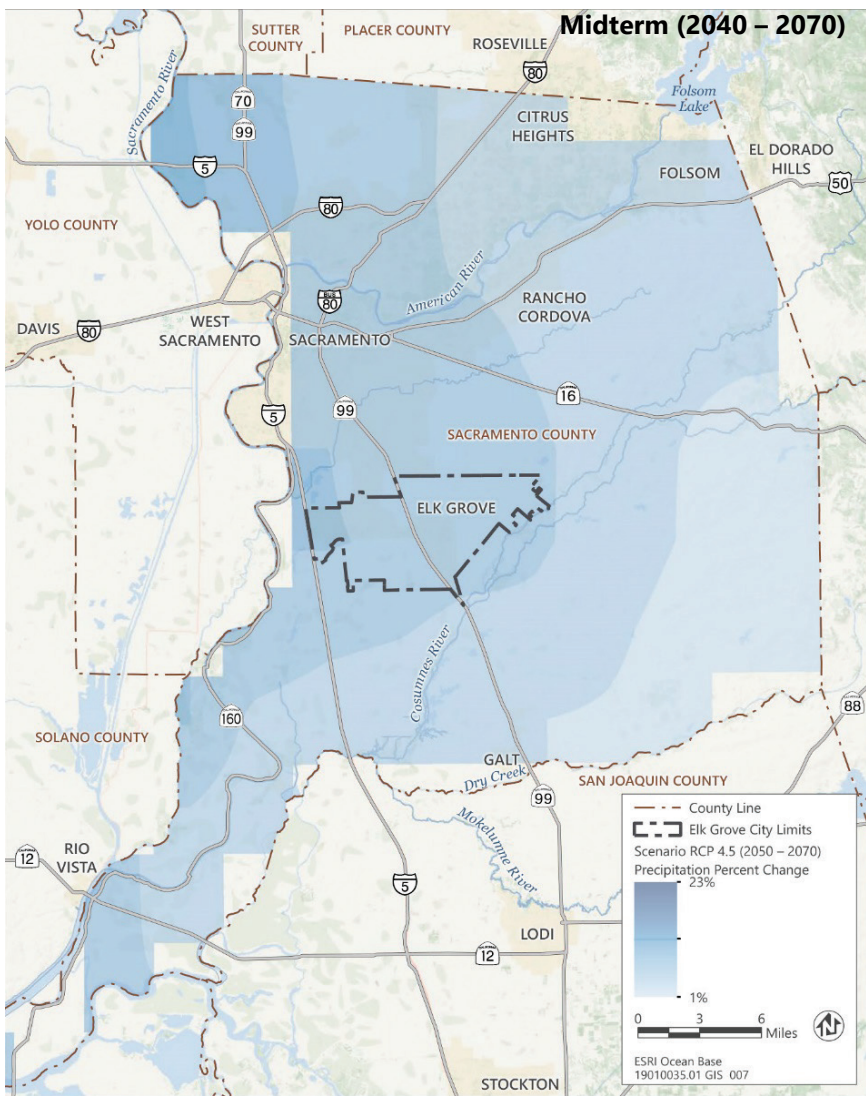 Midterm (2040 – 2070)
SUTTER
COUNTY
PLACER COUNTY
ROSEVILLE
80
Sacramento River
70
99
Folsom
Lake
CITRUS
HEIGHTS
5
FOLSOM
EL DORADO
HILLS
50
80
YOLO COUNTY
American River
80
RANCHO
CORDOVA
DAVIS
80
WEST
SACRAMENTO
SACRAMENTO
16
5
99
SACRAMENTO COUNTY
ELK GROVE
Cosumnes River
160
88
SOLANO COUNTY
GALT
Dry Creek
SAN JOAQUIN COUNTY
99
Mokelumne River
RIO
VISTA
12
5
LODI
12
STOCKTON
County Line
Elk Grove City Limits
Scenario RCP 4.5 (2050 – 2070)
Precipitation Percent Change
23%
1%
0 3 6
Miles
N
ESRI Ocean Base
19010035.01 GIS 007